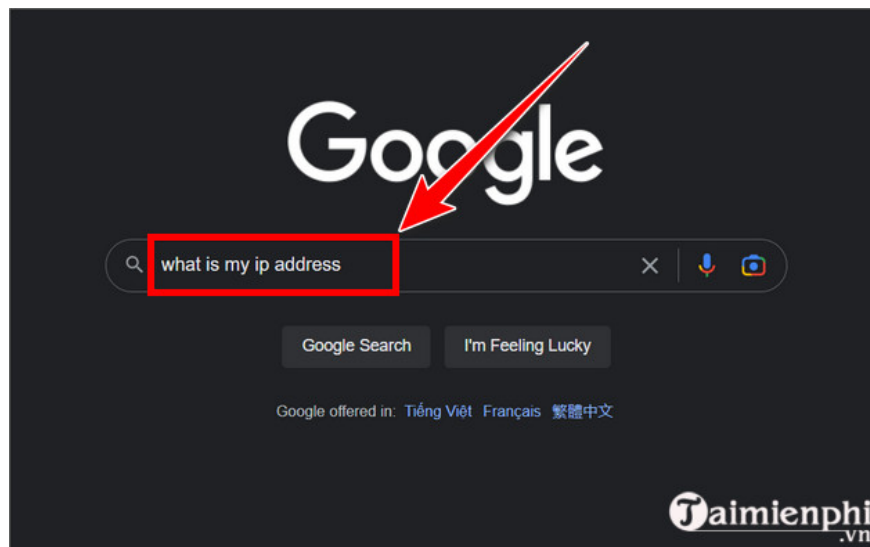 Google
what is my ip address
Google Search I'm Feeling Lucky
Google offered in: Tiếng Việt Français 繁體中文
Taimienphi
.vn